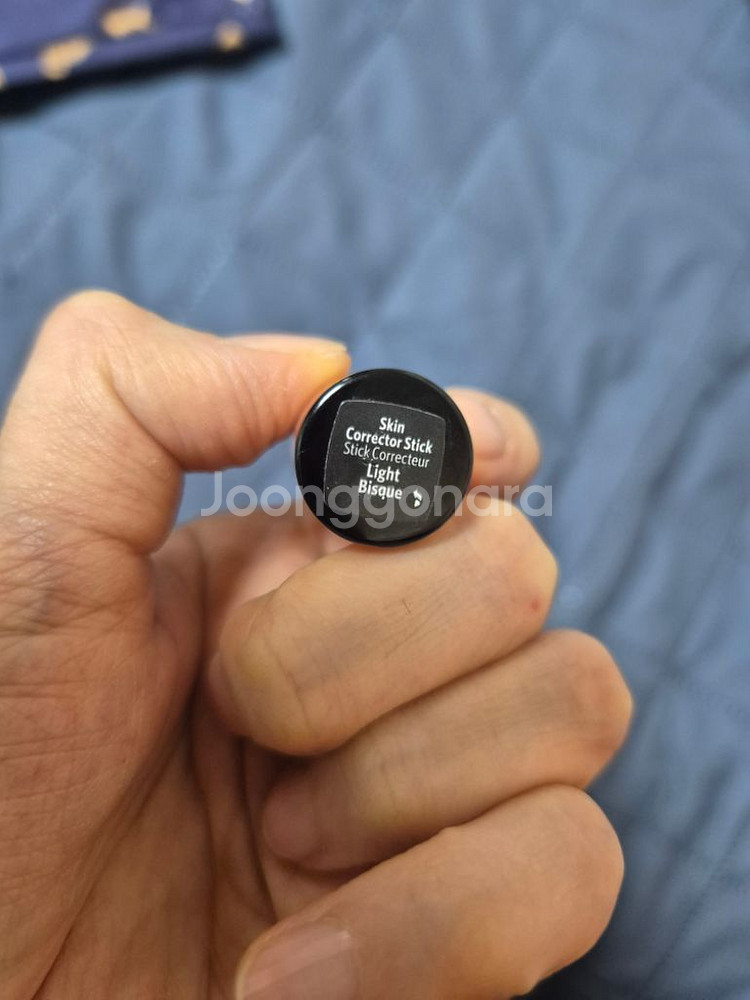 Skin
Corrector Stick
Stick Correcteur
Light
Bisque
Joonggonara